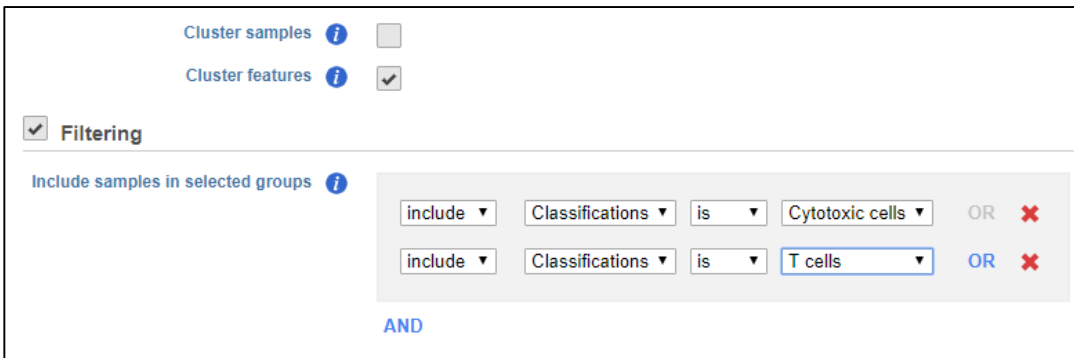 Cluster samples i
Cluster features i
Filtering
Include samples in selected groups i
include Classifications is Cytotoxic cells OR
include Classifications is T cells OR
AND